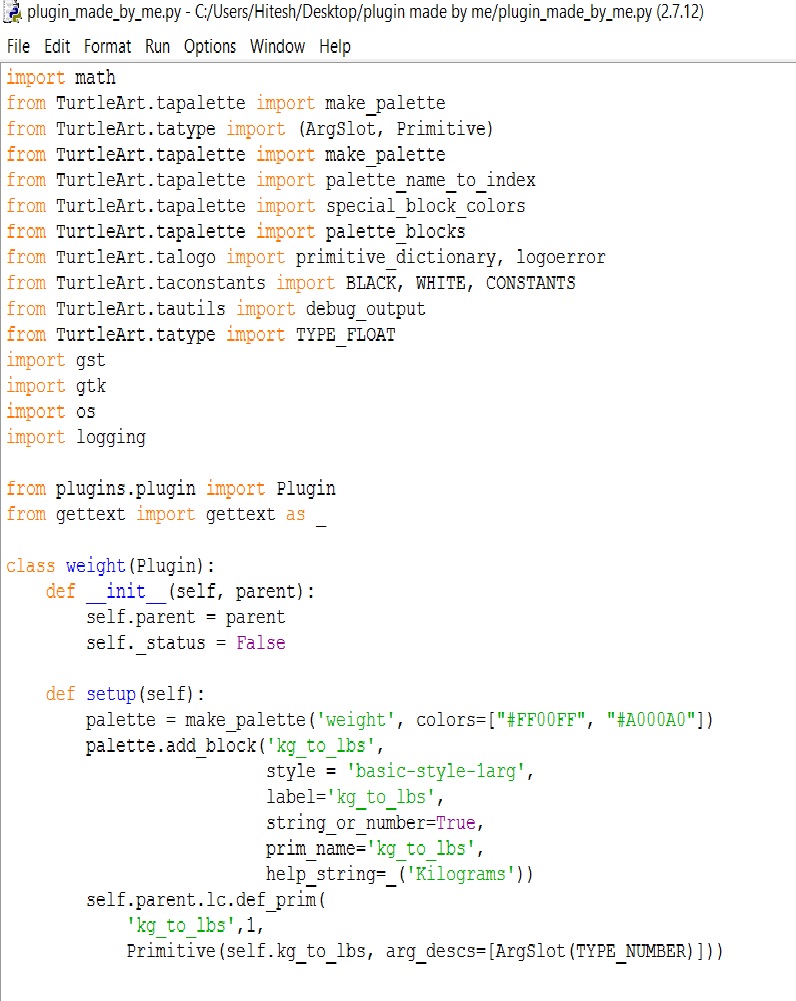 plugin_made_by_me.py - C:/Users/Hitesh/Desktop/plugin made by me/plugin_made_by_me.py (2.7.12)
File Edit Format Run Options Window Help
import math
from TurtleArt.tapalette import make_palette
from TurtleArt.tatype import (ArgSlot, Primitive)
from TurtleArt.tapalette import make_palette
from TurtleArt.tapalette import palette_name_to_index
from TurtleArt.tapalette import special_block_colors
from TurtleArt.tapalette import palette_blocks
from TurtleArt.talogo import primitive_dictionary, logoerror
from TurtleArt.taconstants import BLACK, WHITE, CONSTANTS
from TurtleArt.tautils import debug_output
from TurtleArt.tatype import TYPE_FLOAT
import gst
import gtk
import os
import logging

from plugins.plugin import Plugin
from gettext import gettext as _

class weight(Plugin):
    def __init__(self, parent):
        self.parent = parent
        self._status = False

    def setup(self):
        palette = make_palette('weight', colors=["#FF00FF", "#A000A0"])
        palette.add_block('kg_to_lbs',
                          style = 'basic-style-1arg',
                          label='kg_to_lbs',
                          string_or_number=True,
                          prim_name='kg_to_lbs',
                          help_string=_('Kilograms'))
        self.parent.lc.def_prim(
            'kg_to_lbs',1,
            Primitive(self.kg_to_lbs, arg_descs=[ArgSlot(TYPE_NUMBER)]))